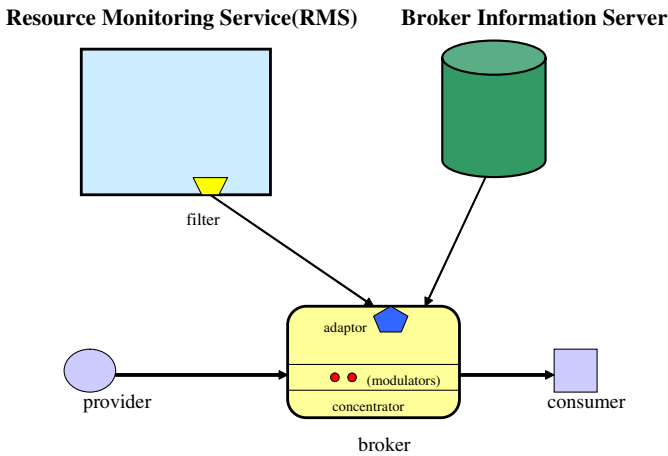 Resource Monitoring Service(RMS)
Broker Information Server
filter
adaptor
(modulators)
concentrator
provider
consumer
broker